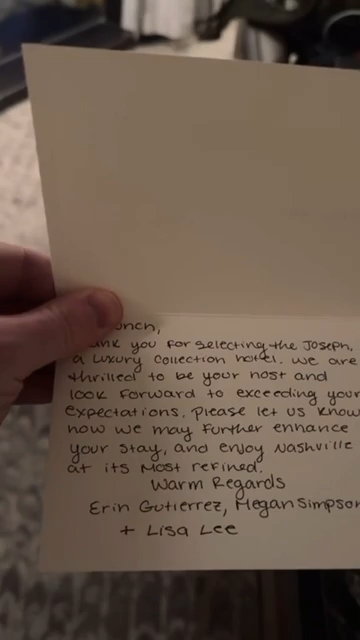 you for selecting the Joseph,
a Luxury Collection hotel. we are
thrilled to be your host and
look forward to exceeding your
expectations. Please let us know
how we may further enhance
your stay, and enjoy Nashville
at its most refined.
Warm Regards
Erin Gutierrez, Megan Simpson
+ Lisa Lee